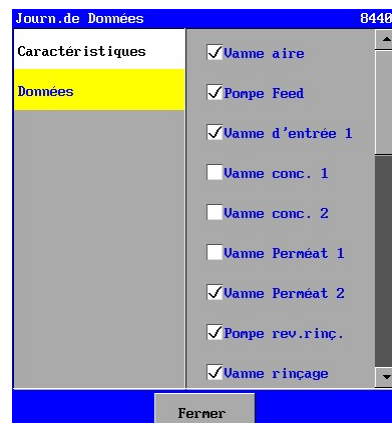 Journ.de Données 8440
Caractéristiques
Données
Vanne aire
Pompe Feed
Vanne d'entrée 1
Vanne conc. 1
Vanne conc. 2
Vanne Perméat 1
Vanne Perméat 2
Pompe rev.rinç.
Vanne rinçage
Fermer